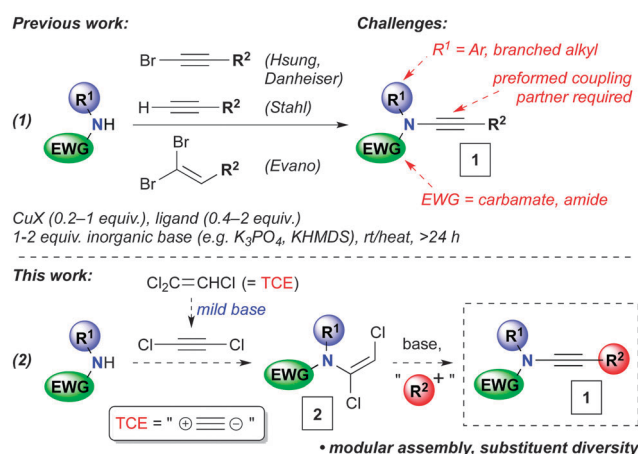 Previous work:
Challenges:
Br R² (Hsung, Danheiser)
R¹ = Ar, branched alkyl
preformed coupling partner required
(1) R¹ NH EWG
H R² (Stahl)
Br Br R² (Evano)
R¹ N R² EWG 1
EWG = carbamate, amide
CuX (0.2–1 equiv.), ligand (0.4–2 equiv.)
1-2 equiv. inorganic base (e.g. K₃PO₄, KHMDS), rt/heat, >24 h
This work:
Cl₂C=CHCl (= TCE)
mild base
(2) R¹ NH EWG
Cl Cl
R¹ Cl N EWG Cl 2
base, "R²+"
R¹ N R² EWG 1
TCE = " ⊕ ≡ ⊖ "
• modular assembly, substituent diversity